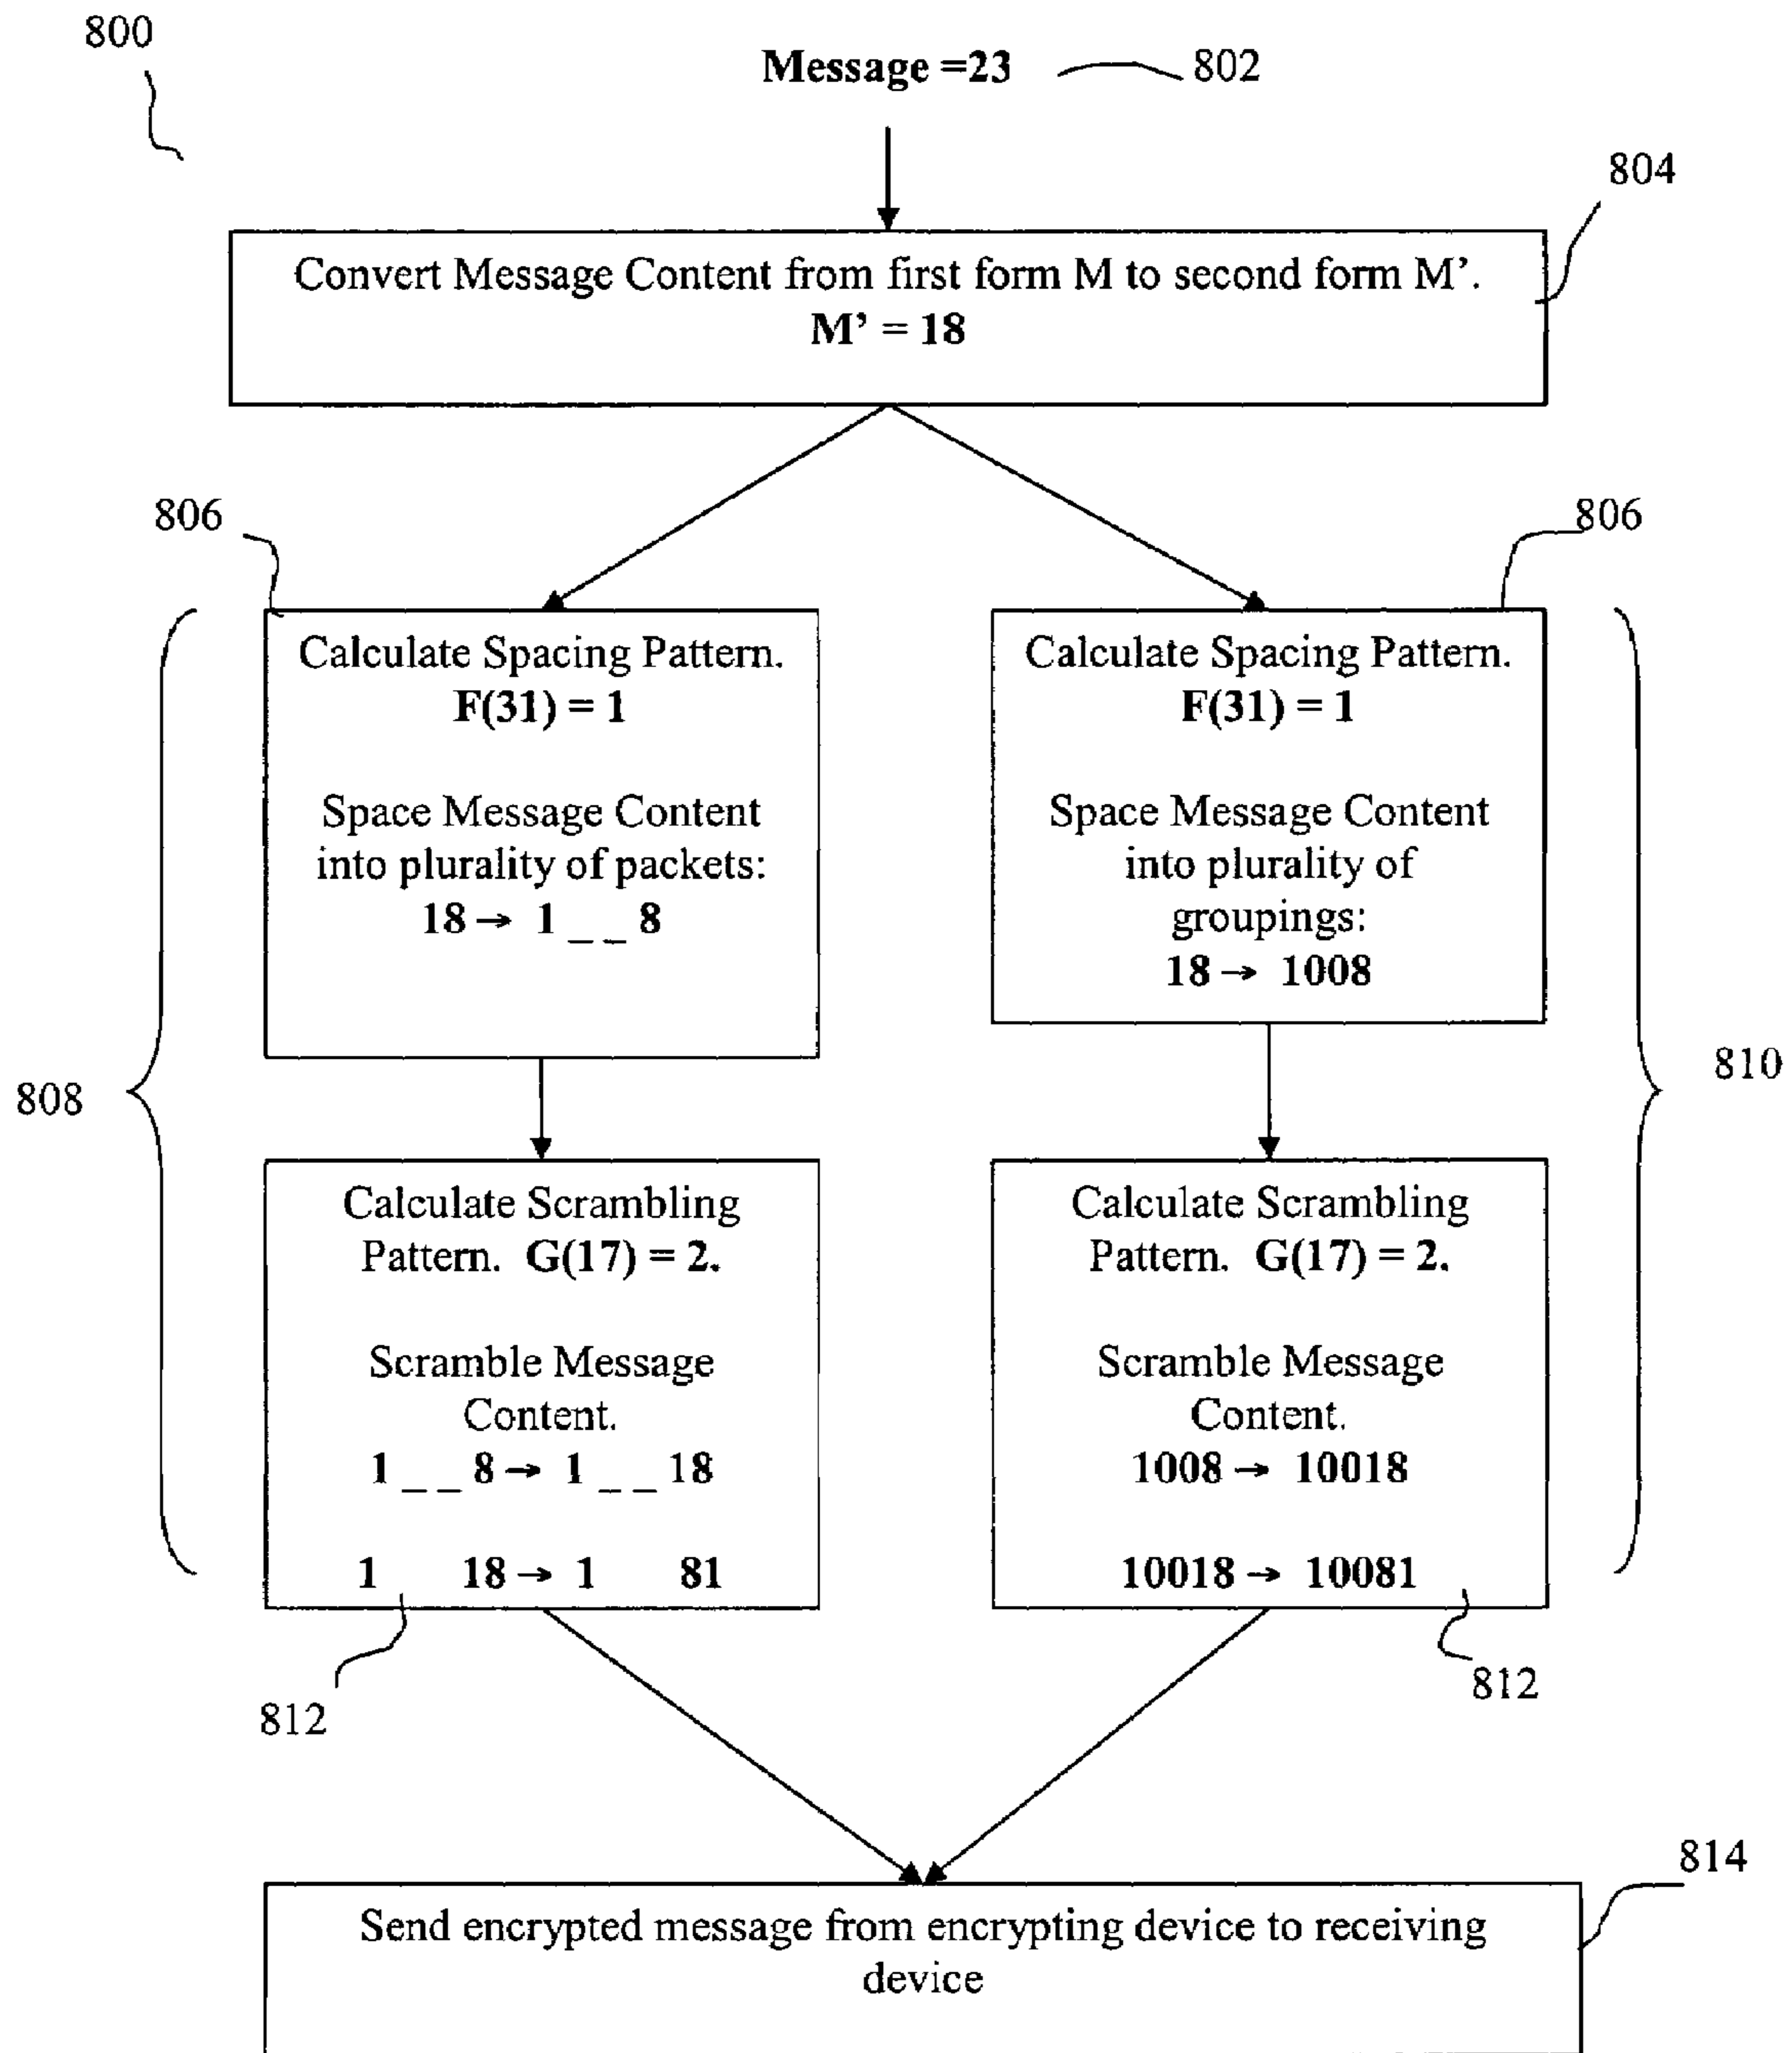 800
Message =23
802
804
Convert Message Content from first form M to second form M’.
M’ = 18
806
806
Calculate Spacing Pattern.
F(31) = 1
Space Message Content
into plurality of packets:
18 → 1 _ _ 8
Calculate Spacing Pattern.
F(31) = 1
Space Message Content
into plurality of
groupings:
18 → 1008
808
810
Calculate Scrambling
Pattern. G(17) = 2.
Scramble Message
Content.
1 _ _ 8 → 1 _ _ 18
1 18 → 1 81
Calculate Scrambling
Pattern. G(17) = 2.
Scramble Message
Content.
1008 → 10018
10018 → 10081
812
812
814
Send encrypted message from encrypting device to receiving
device